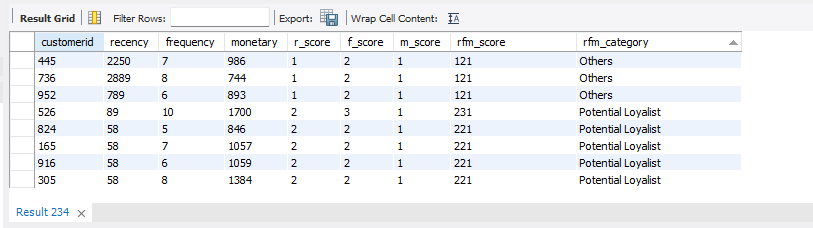 Result Grid Filter Rows: Export: Wrap Cell Content: IA
customerid recency frequency monetary r_score f_score m_score rfm_score rfm_category
445 2250 7 986 1 2 1 121 Others
736 2889 8 744 1 2 1 121 Others
952 789 6 893 1 2 1 121 Others
526 89 10 1700 2 3 1 231 Potential Loyalist
824 58 5 846 2 2 1 221 Potential Loyalist
165 58 7 1057 2 2 1 221 Potential Loyalist
916 58 6 1059 2 2 1 221 Potential Loyalist
305 58 8 1384 2 2 1 221 Potential Loyalist
Result 234 ×